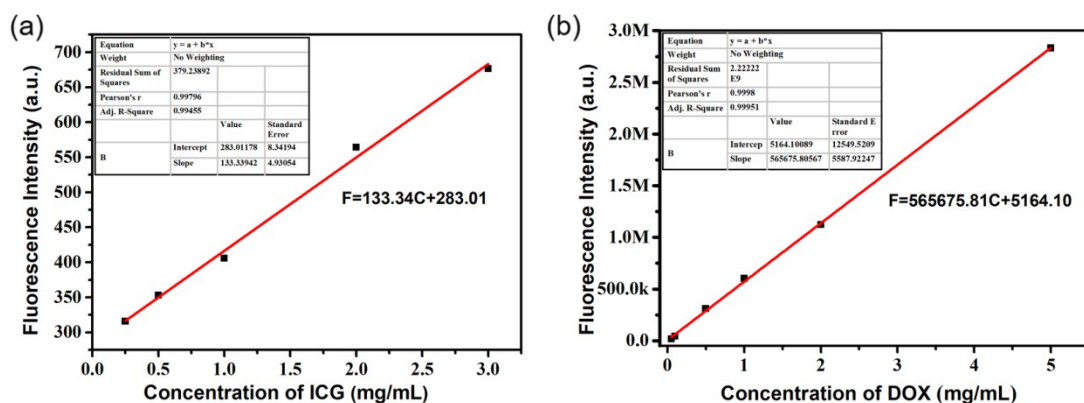 (a)
Fluorescence Intensity (a.u.)
700
650
600
550
500
450
400
350
300
Equation y = a + b*x
Weight No Weighting
Residual Sum of Squares 379.23892
Pearson's r 0.99796
Adj. R-Square 0.99455
Value Standard Error
B Intercept 283.01178 8.34194
Slope 133.33942 4.93054
F=133.34C+283.01
0.0 0.5 1.0 1.5 2.0 2.5 3.0
Concentration of ICG (mg/mL)
(b)
Fluorescence Intensity (a.u.)
3.0M
2.5M
2.0M
1.5M
1.0M
500.0k
0.0
Equation y = a + b*x
Weight No Weighting
Residual Sum of Squares 2.22222E9
Pearson's r 0.9998
Adj. R-Square 0.99951
Value Standard Error
B Intercep 5164.10089 12549.5209
Slope 565675.80567 5587.92247
F=565675.81C+5164.10
0 1 2 3 4 5
Concentration of DOX (mg/mL)